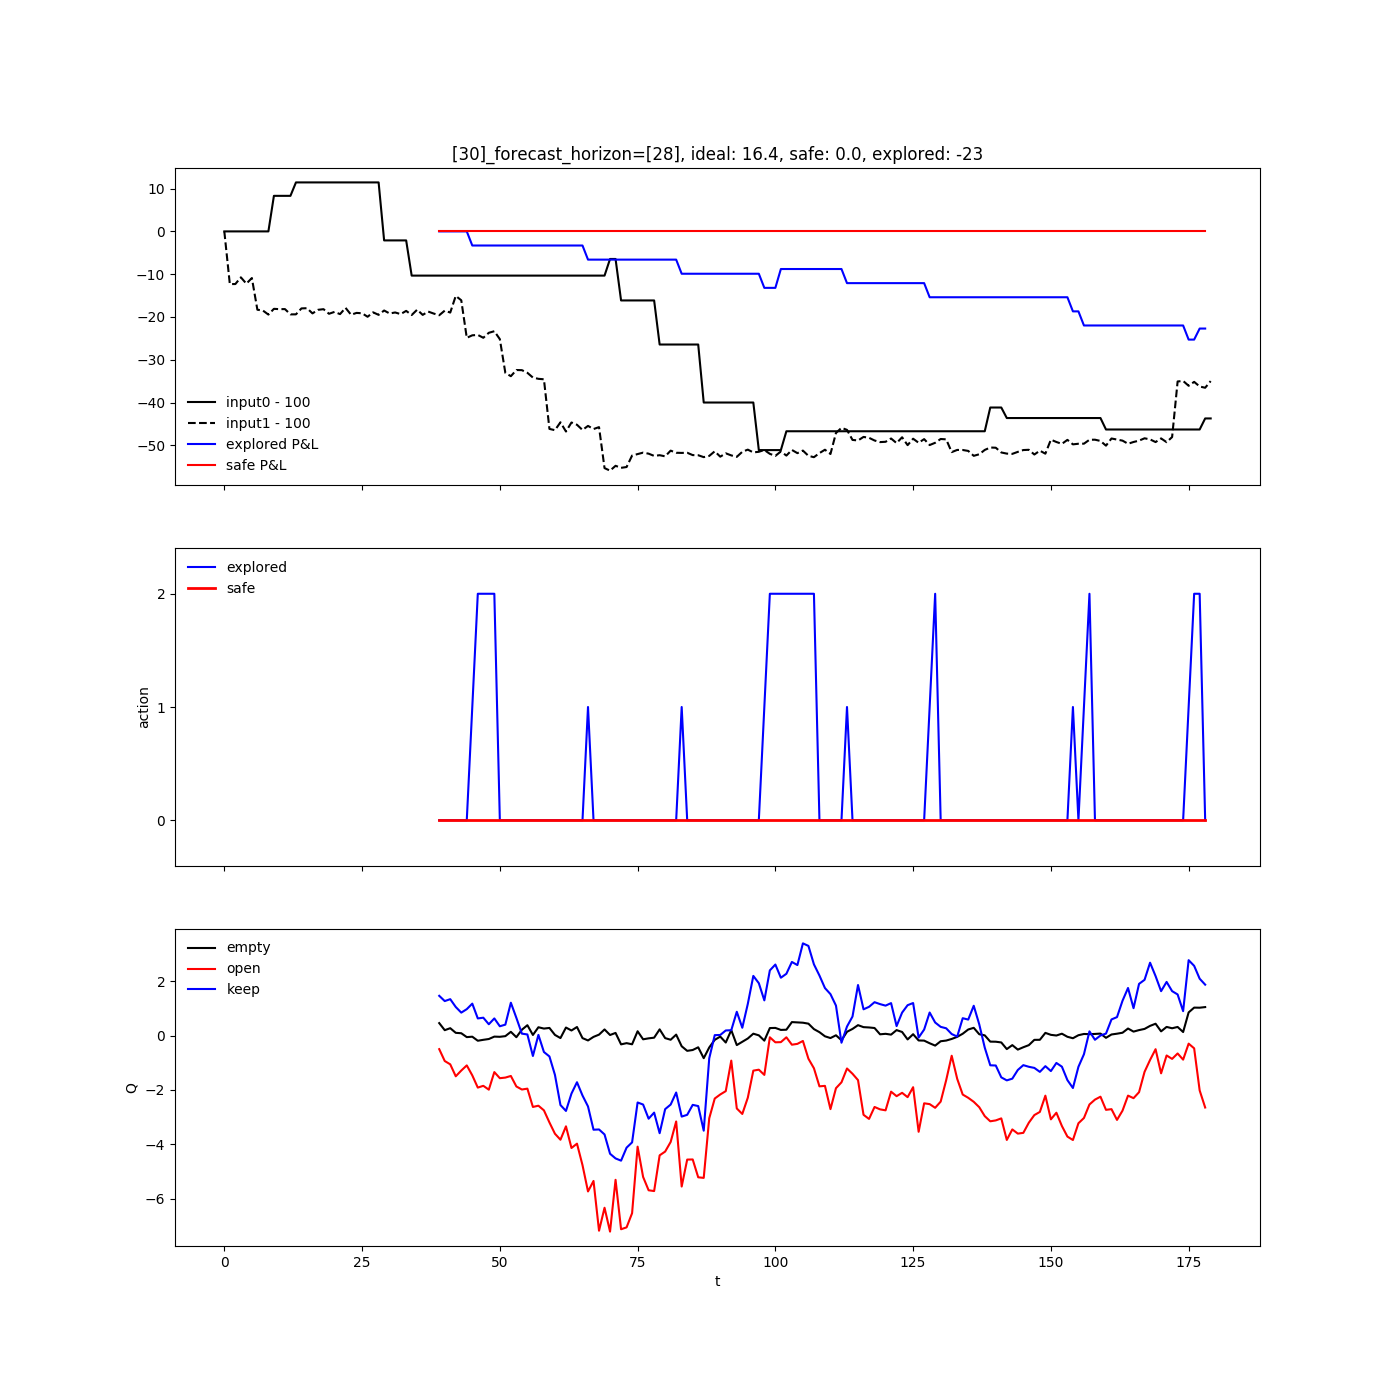 [30]_forecast_horizon=[28], ideal: 16.4, safe: 0.0, explored: -23
10
0
−10
−20
−30
−40
−50
input0 - 100
input1 - 100
explored P&L
safe P&L
explored
safe
2
1
0
action
empty
open
keep
2
0
−2
−4
−6
Q
0 25 50 75 100 125 150 175
t